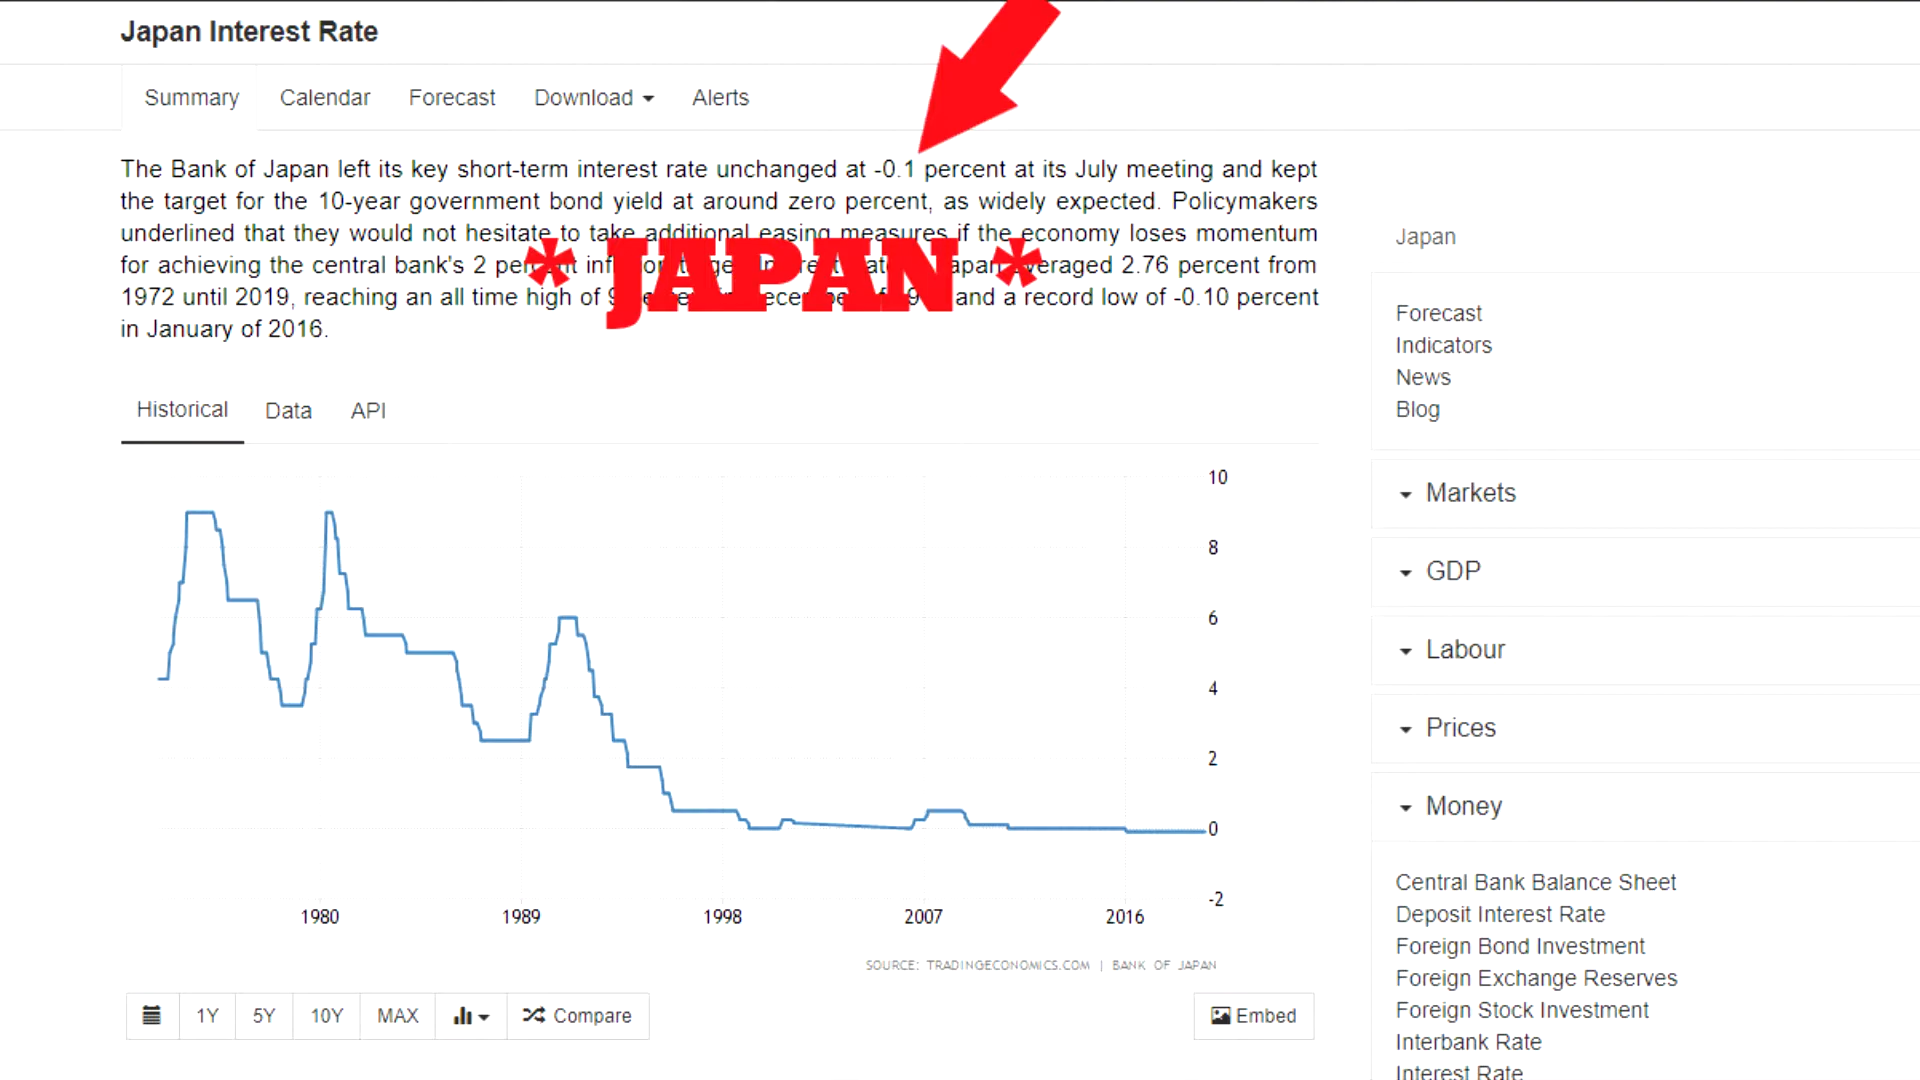 Japan Interest Rate
Summary Calendar Forecast Download Alerts
The Bank of Japan left its key short-term interest rate unchanged at -0.1 percent at its July meeting and kept
the target for the 10-year government bond yield at around zero percent, as widely expected. Policymakers
underlined that they would not hesitate to take additional easing measures if the economy loses momentum
for achieving the central bank's 2 percent averaged 2.76 percent from
1972 until 2019, reaching an all time high of 9 and a record low of -0.10 percent
in January of 2016.
* JAPAN *
Japan
Forecast
Indicators
News
Blog
Historical Data API
10
8
6
4
2
0
-2
1980 1989 1998 2007 2016
SOURCE: TRADINGECONOMICS.COM | BANK OF JAPAN
1Y 5Y 10Y MAX Compare Embed
Markets
GDP
Labour
Prices
Money
Central Bank Balance Sheet
Deposit Interest Rate
Foreign Bond Investment
Foreign Exchange Reserves
Foreign Stock Investment
Interbank Rate
Interest Rate